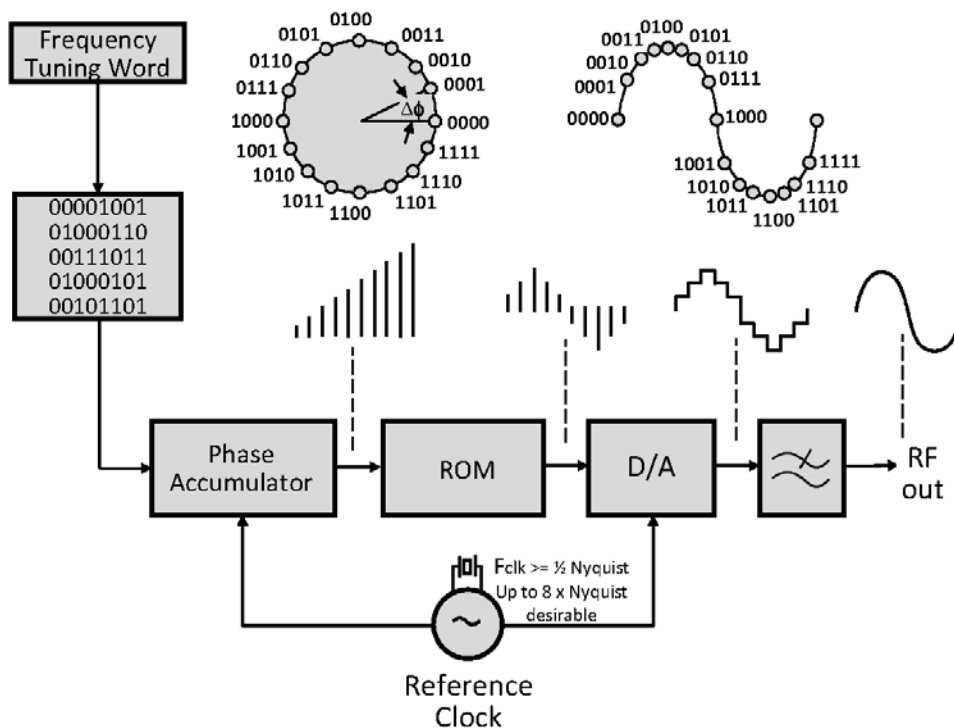 Frequency
Tuning Word
00001001
01000110
00111011
01000101
00101101
0100
0101
0011
0110
0010
0111
0001
Δϕ
1000
0000
1001
1111
1010
1110
1011
1101
1100
0100
0011
0101
0010
0110
0001
0111
0000
1000
1001
1111
1010
1110
1011
1101
1100
Phase
Accumulator
ROM
D/A
RF
out
Fclk >= ½ Nyquist
Up to 8 x Nyquist
desirable
Reference
Clock